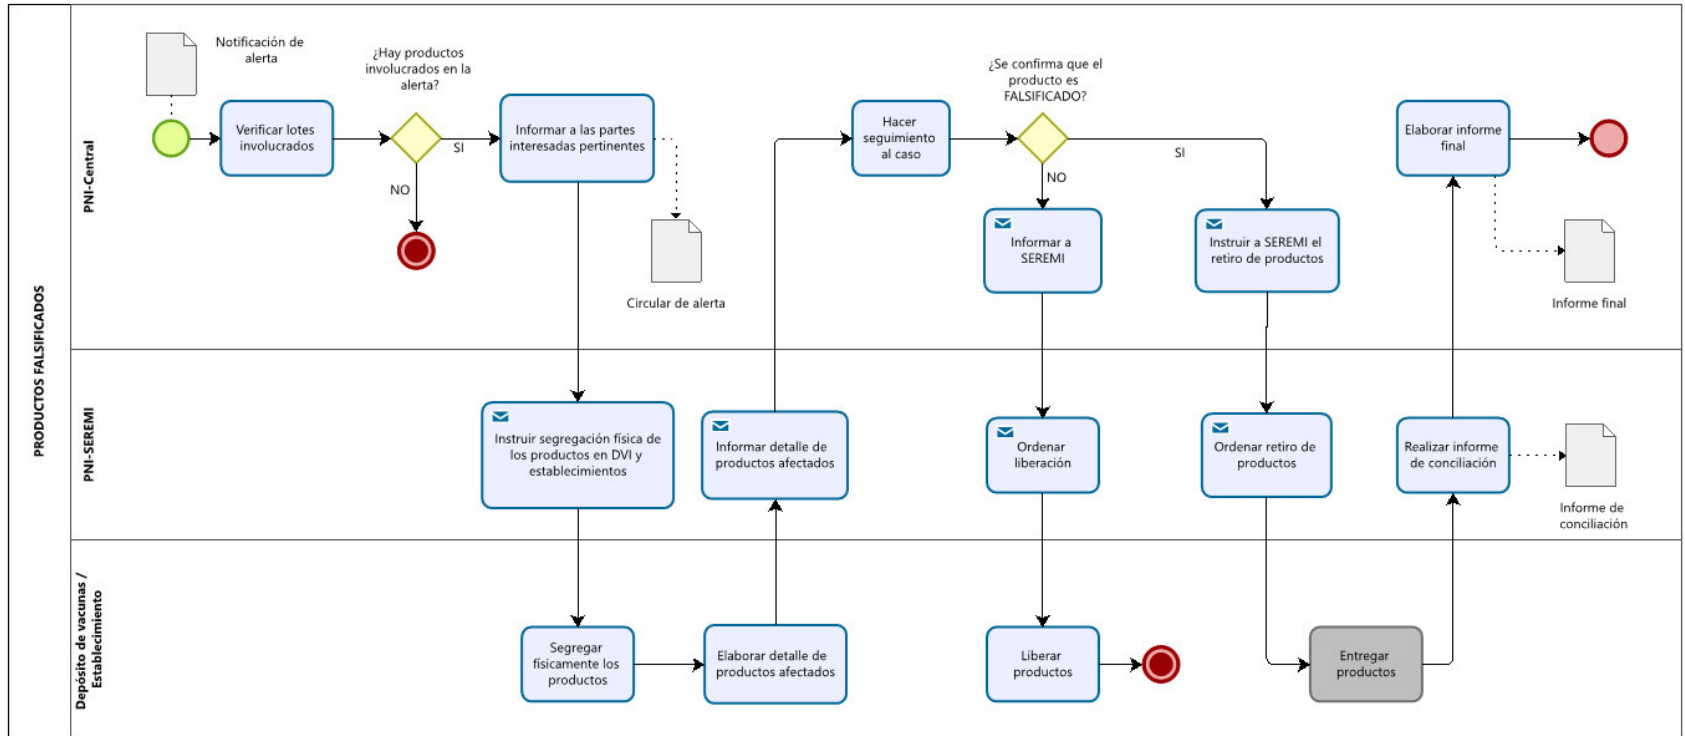 PRODUCTOS FALSIFICADOS
PNI-Central
Notificación de
alerta
Verificar lotes
involucrados
¿Hay productos
involucrados en la
alerta?
SI
NO
Informar a las partes
interesadas pertinentes
Circular de alerta
Hacer
seguimiento
al caso
¿Se confirma que el
producto es
FALSIFICADO?
SI
NO
Informar a
SEREMI
Instruir a SEREMI el
retiro de productos
Elaborar informe
final
Informe final
PNI-SEREMI
Instruir segregación física de
los productos en DVI y
establecimientos
Informar detalle de
productos afectados
Ordenar
liberación
Ordenar retiro de
productos
Realizar informe
de conciliación
Informe de
conciliación
Depósito de vacunas /
Establecimiento
Segregar
físicamente los
productos
Elaborar detalle de
productos afectados
Liberar
productos
Entregar
productos